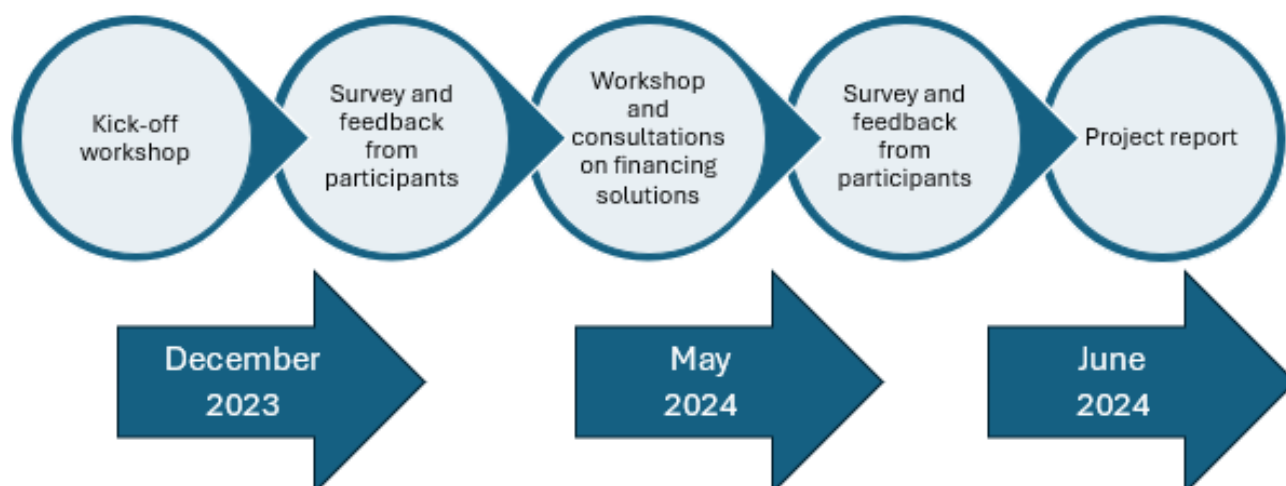 Kick-off
workshop
Survey and
feedback
from
participants
Workshop
and
consultations
on financing
solutions
Survey and
feedback
from
participants
Project report
December
2023
May
2024
June
2024